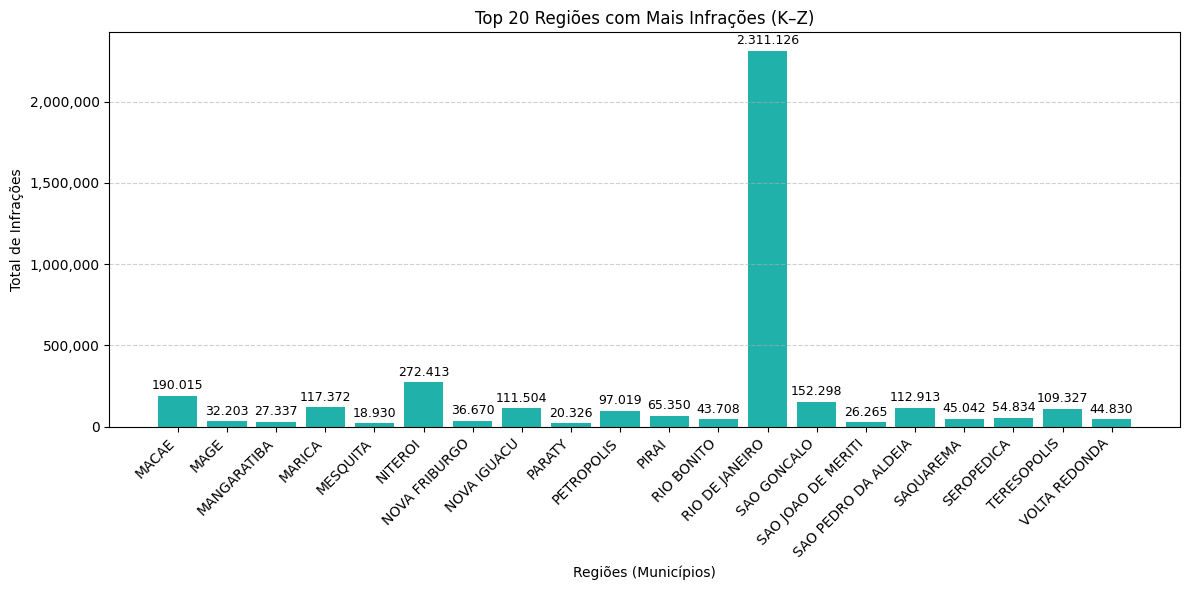 Top 20 Regiões com Mais Infrações (K–Z)
Total de Infrações
2,000,000
1,500,000
1,000,000
500,000
0
190.015
32.203
27.337
117.372
18.930
272.413
36.670
111.504
20.326
97.019
65.350
43.708
2.311.126
152.298
26.265
112.913
45.042
54.834
109.327
44.830
MACAE
MAGE
MANGARATIBA
MARICA
MESQUITA
NITEROI
NOVA FRIBURGO
NOVA IGUACU
PARATY
PETROPOLIS
PIRAI
RIO BONITO
RIO DE JANEIRO
SAO GONCALO
SAO JOAO DE MERITI
SAO PEDRO DA ALDEIA
SAQUAREMA
SEROPEDICA
TERESOPOLIS
VOLTA REDONDA
Regiões (Municípios)